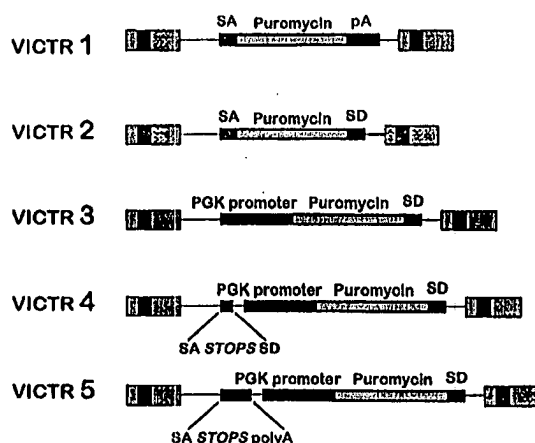 SA Puromycin pA
VICTR 1
SA Puromycin SD
VICTR 2
PGK promoter Puromycin SD
VICTR 3
PGK promoter Puromycin SD
VICTR 4
SA STOPS SD
PGK promoter Puromycin SD
VICTR 5
SA STOPS polyA